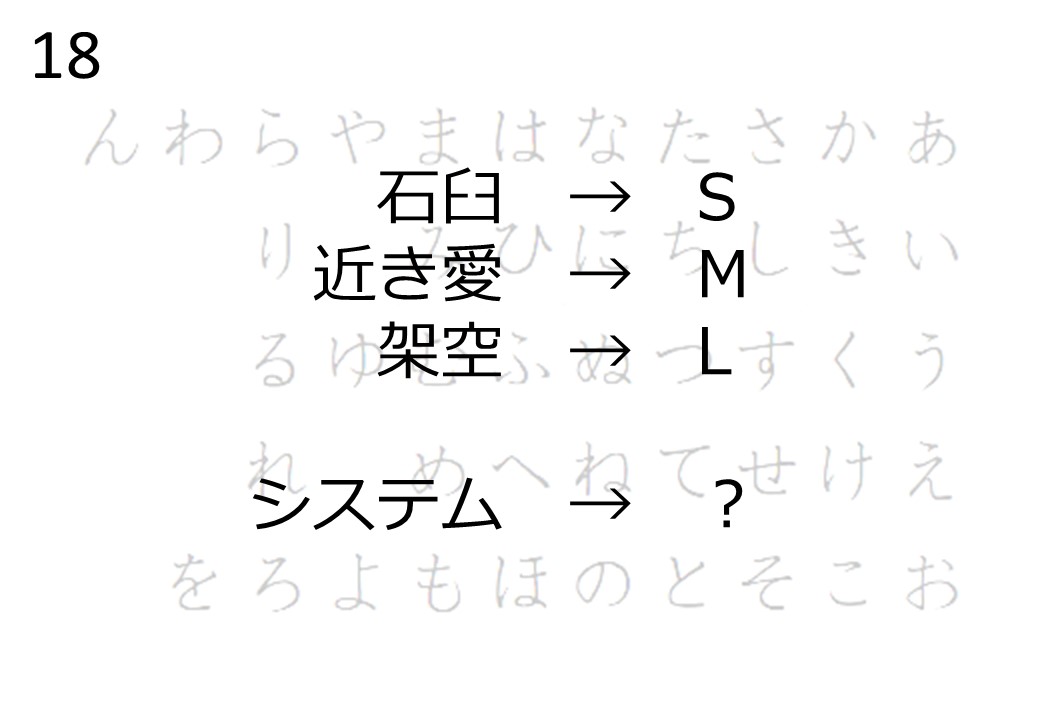 18
んわらやまはなたさかあ
石臼 → S
りみひにちしきい
近き愛 → M
架空 → L
るゆむふぬつすくう
れめへねてせけえ
システム → ?
をろよもほのとそこお